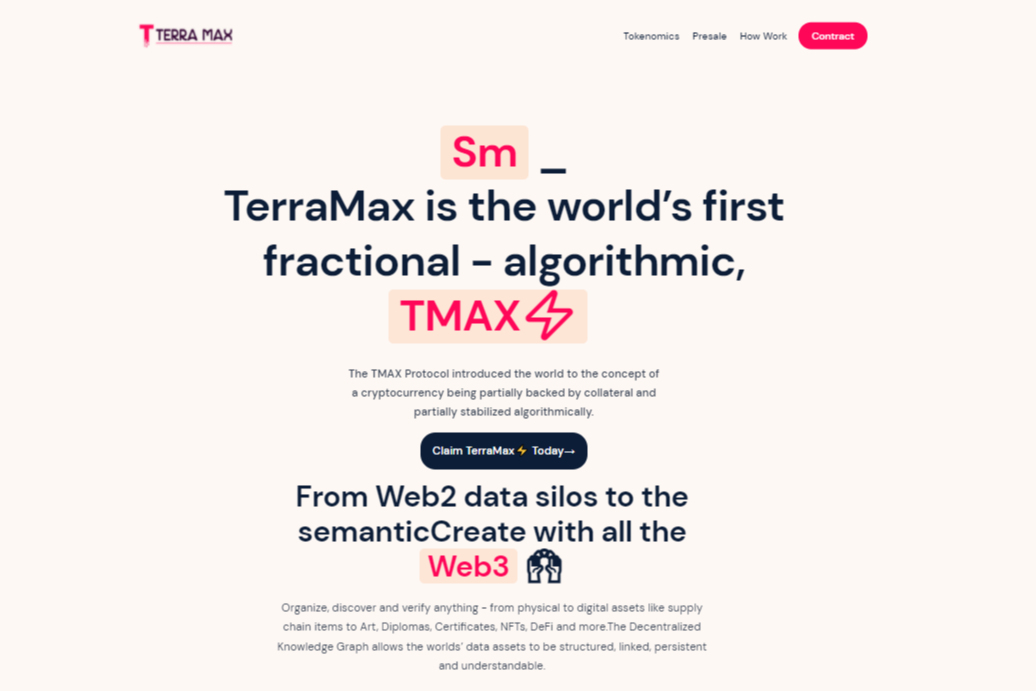 TERRA MAX
Tokenomics Presale How Work Contract
Sm _
TerraMax is the world’s first
fractional - algorithmic,
TMAX⚡
The TMAX Protocol introduced the world to the concept of
a cryptocurrency being partially backed by collateral and
partially stabilized algorithmically.
Claim TerraMax⚡ Today→
From Web2 data silos to the
semanticCreate with all the
Web3
Organize, discover and verify anything - from physical to digital assets like supply
chain items to Art, Diplomas, Certificates, NFTs, DeFi and more.The Decentralized
Knowledge Graph allows the worlds' data assets to be structured, linked, persistent
and understandable.